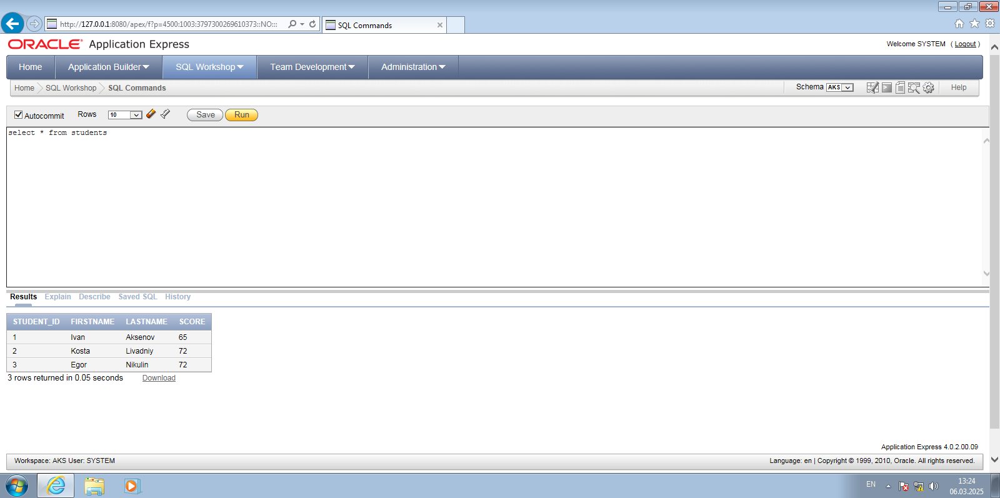 http://127.0.0.1:8080/apex/f?p=4500:1003:3797300269610373::NO:::
SQL Commands
ORACLE Application Express
Welcome SYSTEM ( Logout )
Home Application Builder SQL Workshop Team Development Administration
Home SQL Workshop SQL Commands Schema AKS Help
Autocommit Rows 10 Save Run
select * from students
Results Explain Describe Saved SQL History
STUDENT_ID FIRSTNAME LASTNAME SCORE
1 Ivan Aksenov 65
2 Kosta Livadniy 72
3 Egor Nikulin 72
3 rows returned in 0.05 seconds Download
Application Express 4.0.2.00.09
Workspace: AKS User: SYSTEM Language: en | Copyright © 1999, 2010, Oracle. All rights reserved.
EN 13:24
06.03.2025